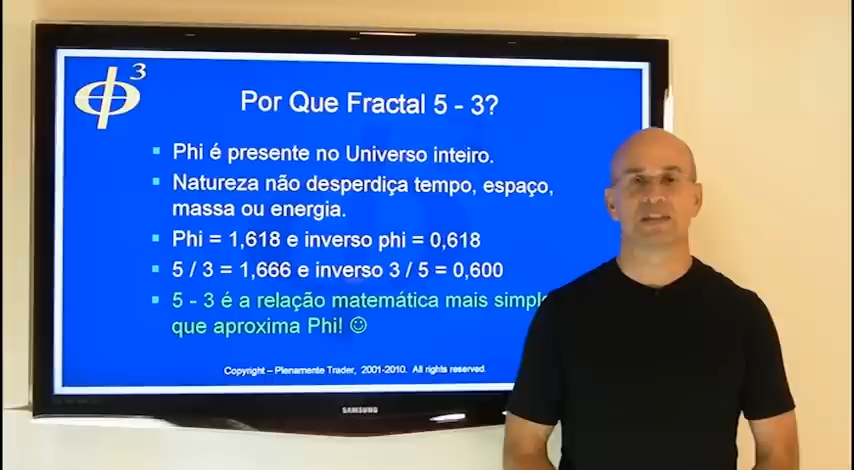 ф3
Por Que Fractal 5 - 3?
Phi é presente no Universo inteiro.
Natureza não desperdiça tempo, espaço,
massa ou energia.
Phi = 1,618 e inverso phi = 0,618
5 / 3 = 1,666 e inverso 3 / 5 = 0,600
5 - 3 é a relação matemática mais simple
que aproxima Phi! ☺
Copyright – Plenamente Trader, 2001-2010. All rights reserved.
SAMSUNG